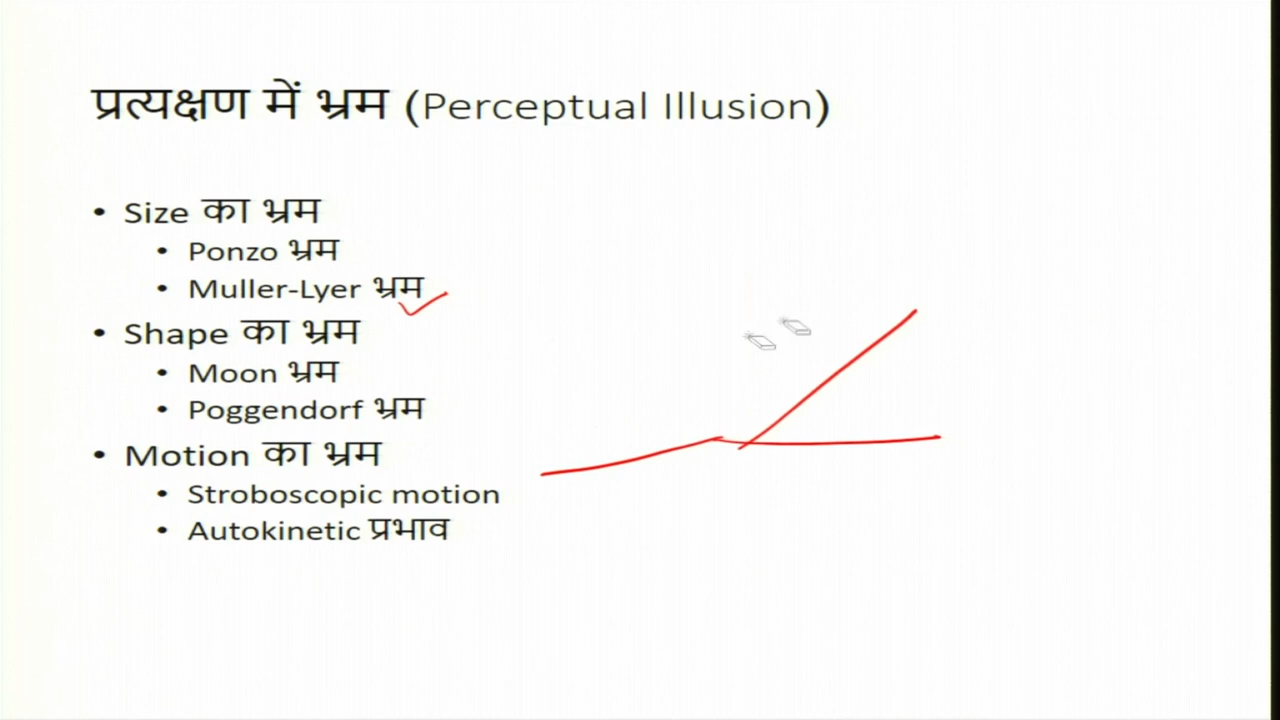 प्रत्यक्षण में भ्रम (Perceptual Illusion)
• Size का भ्रम
• Ponzo भ्रम
• Muller-Lyer भ्रम
• Shape का भ्रम
• Moon भ्रम
• Poggendorf भ्रम
• Motion का भ्रम
• Stroboscopic motion
• Autokinetic प्रभाव